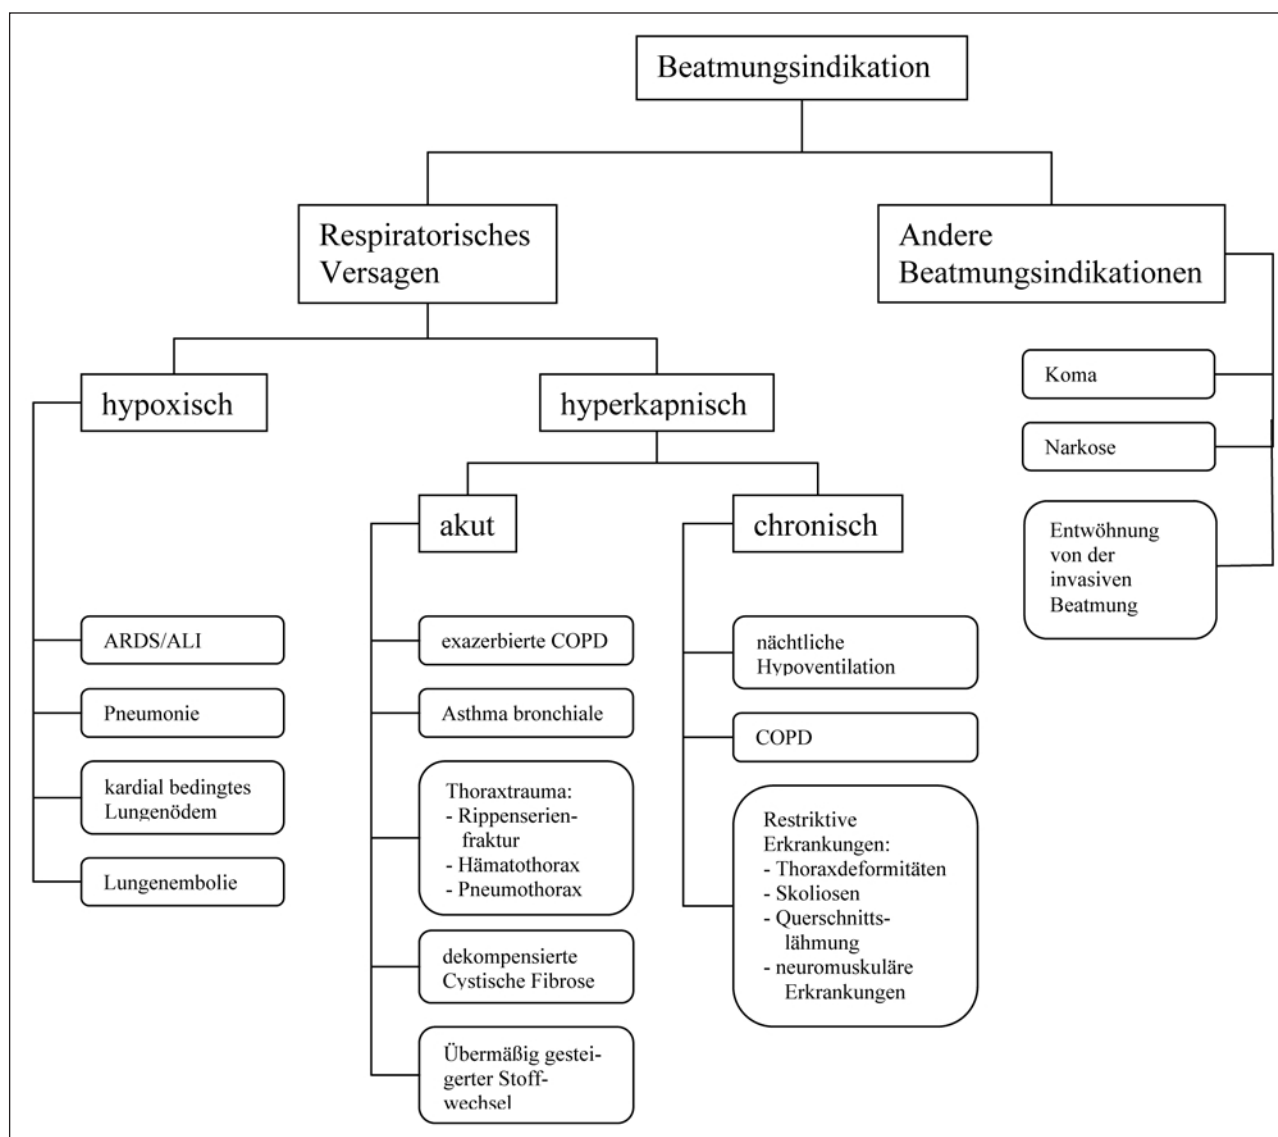 Beatmungsindikation
Respiratorisches
Versagen
Andere
Beatmungsindikationen
hypoxisch
hyperkapnisch
Koma
Narkose
Entwöhnung
von der
invasiven
Beatmung
akut
chronisch
ARDS/ALI
Pneumonie
kardial bedingtes
Lungenödem
Lungenembolie
exazerbierte COPD
Asthma bronchiale
Thoraxtrauma:
- Rippenserien-
fraktur
- Hämatothorax
- Pneumothorax
dekompensierte
Cystische Fibrose
Übermäßig gestei-
gerter Stoff-
wechsel
nächtliche
Hypoventilation
COPD
Restriktive
Erkrankungen:
- Thoraxdeformitäten
- Skoliosen
- Querschnitts-
lähmung
- neuromuskuläre
Erkrankungen